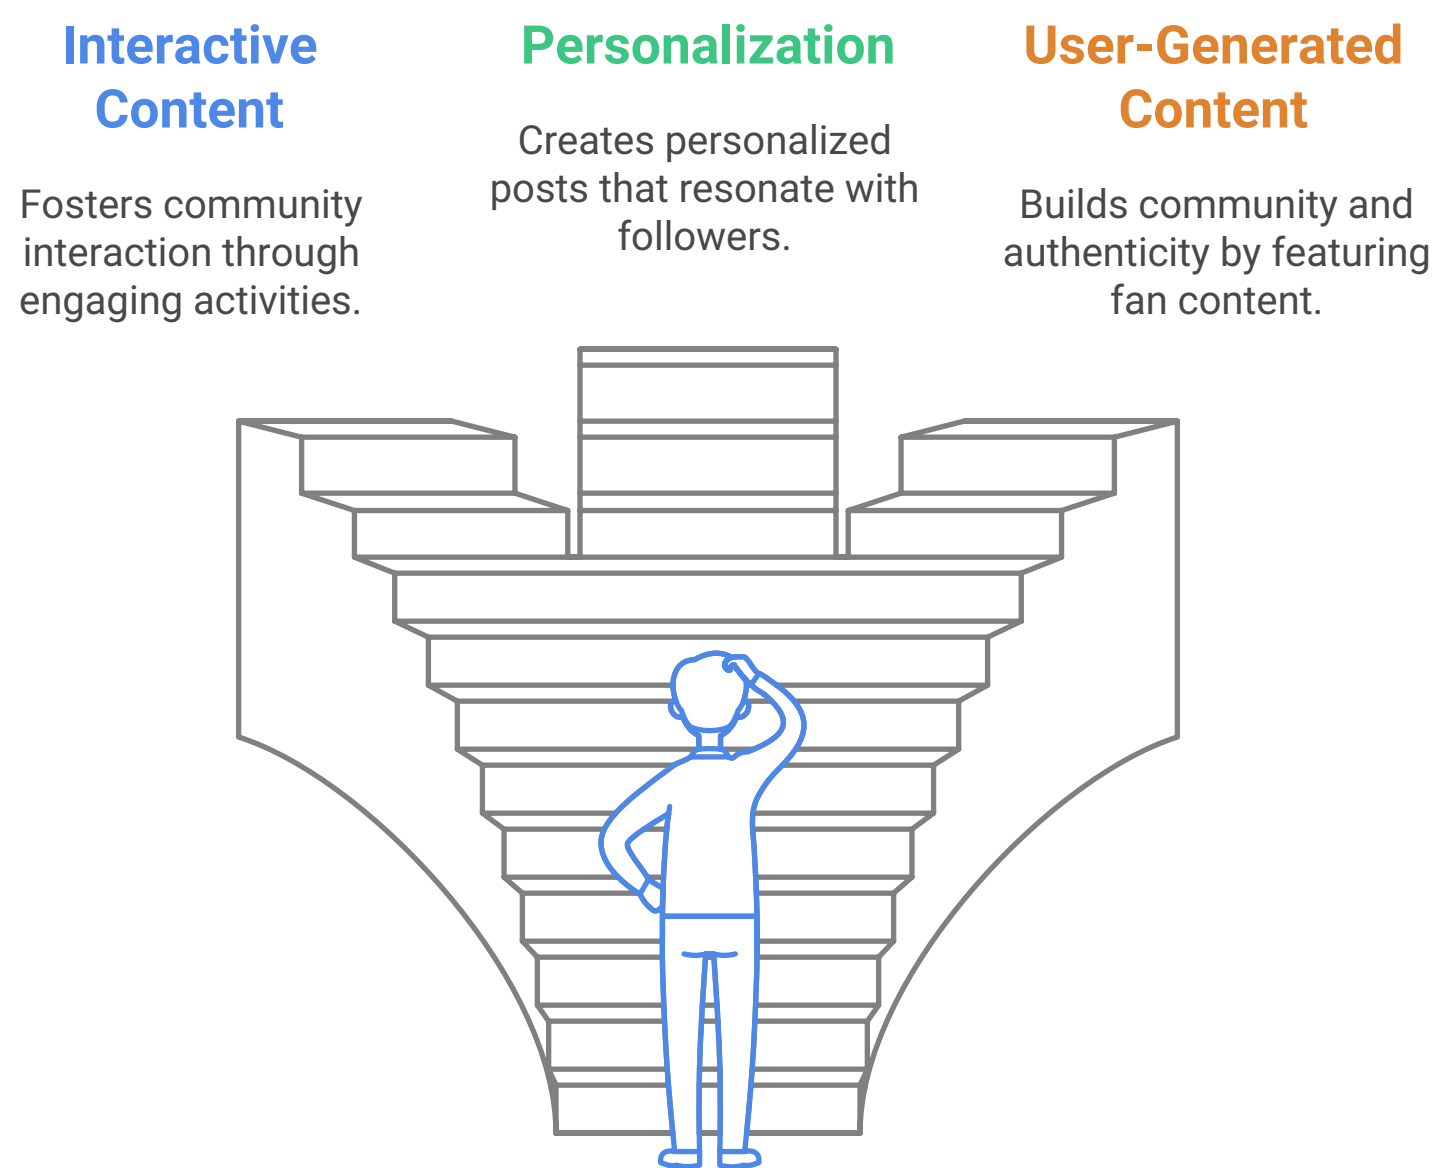 Interactive
Content
Fosters community
interaction through
engaging activities.
Personalization
Creates personalized
posts that resonate with
followers.
User-Generated
Content
Builds community and
authenticity by featuring
fan content.